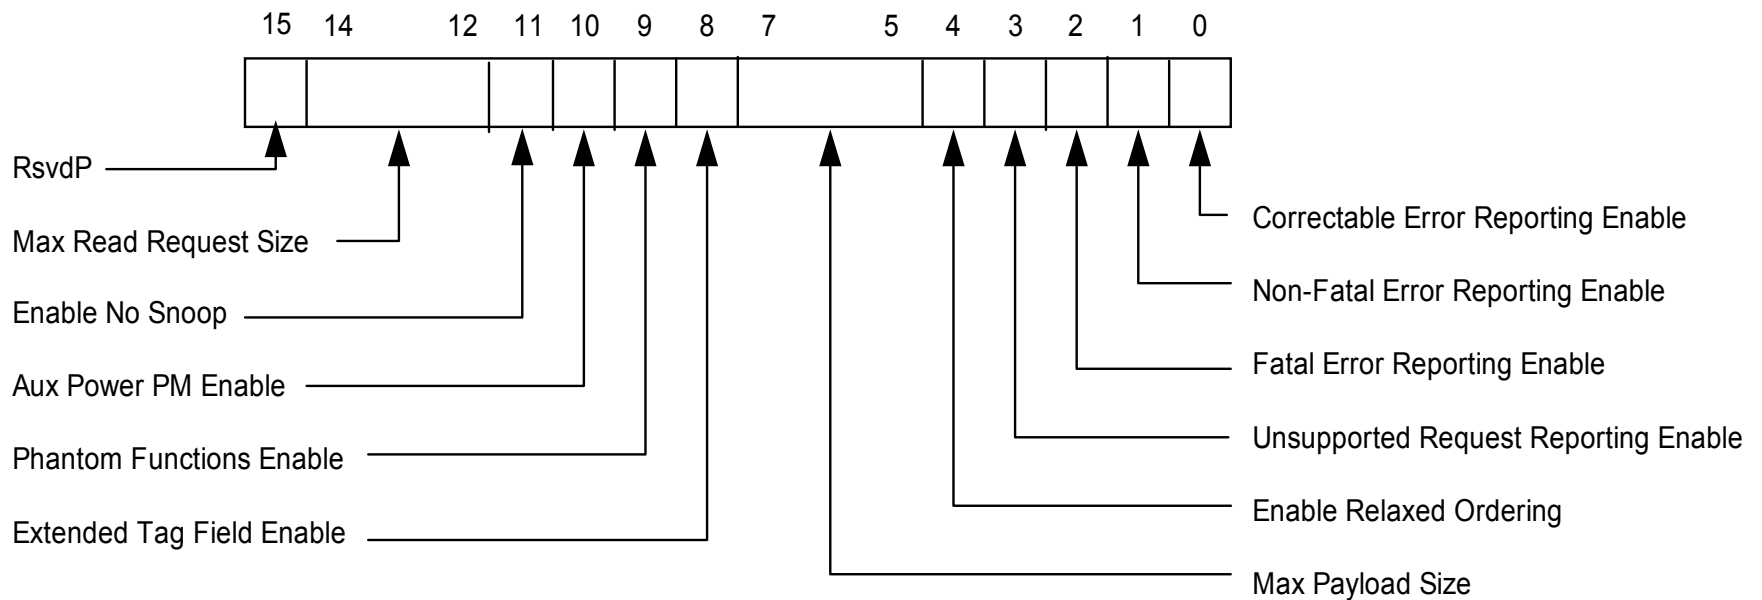 15 14 12 11 10 9 8 7 5 4 3 2 1 0
RsvdP
Max Read Request Size
Enable No Snoop
Aux Power PM Enable
Phantom Functions Enable
Extended Tag Field Enable
Correctable Error Reporting Enable
Non-Fatal Error Reporting Enable
Fatal Error Reporting Enable
Unsupported Request Reporting Enable
Enable Relaxed Ordering
Max Payload Size